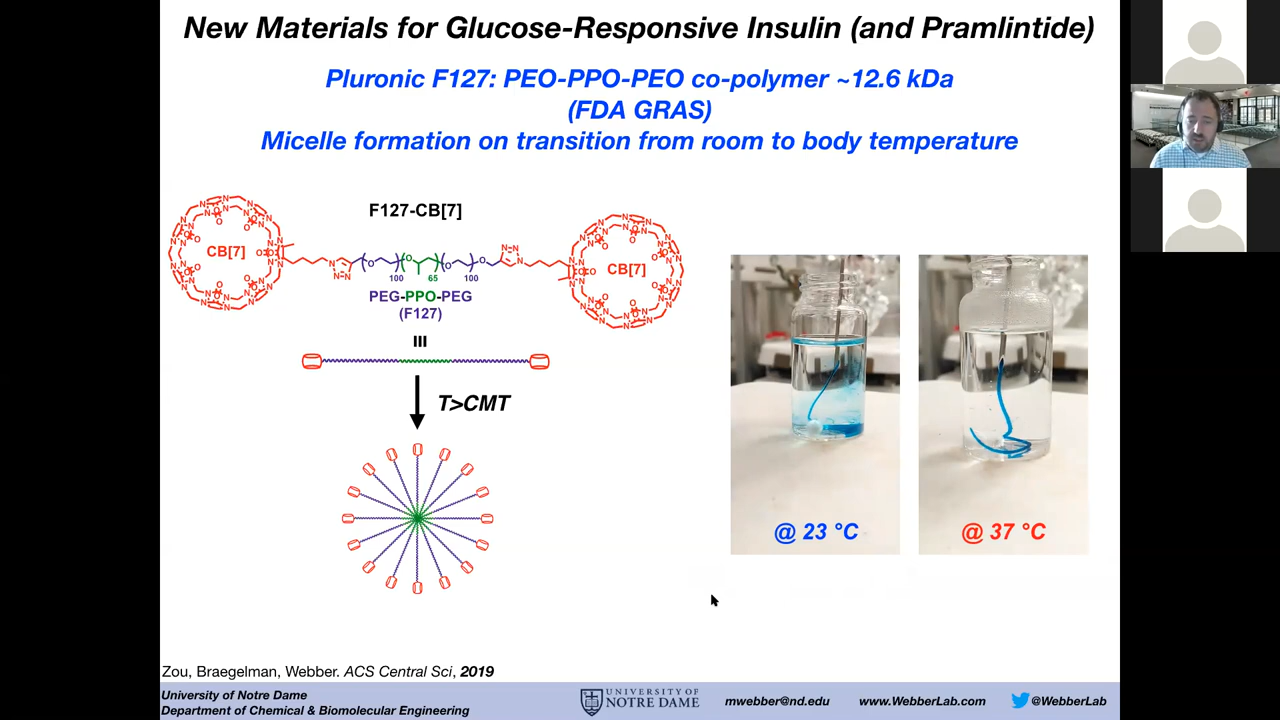 New Materials for Glucose-Responsive Insulin (and Pramlintide)
Pluronic F127: PEO-PPO-PEO co-polymer ~12.6 kDa
(FDA GRAS)
Micelle formation on transition from room to body temperature
F127-CB[7]
CB[7]
CB[7]
100
65
100
PEG-PPO-PEG
(F127)
T>CMT
@ 23 °C
@ 37 °C
Zou, Braegelman, Webber. ACS Central Sci, 2019
University of Notre Dame
Department of Chemical & Biomolecular Engineering
UNIVERSITY OF
NOTRE DAME
mwebber@nd.edu
www.WebberLab.com
@WebberLab